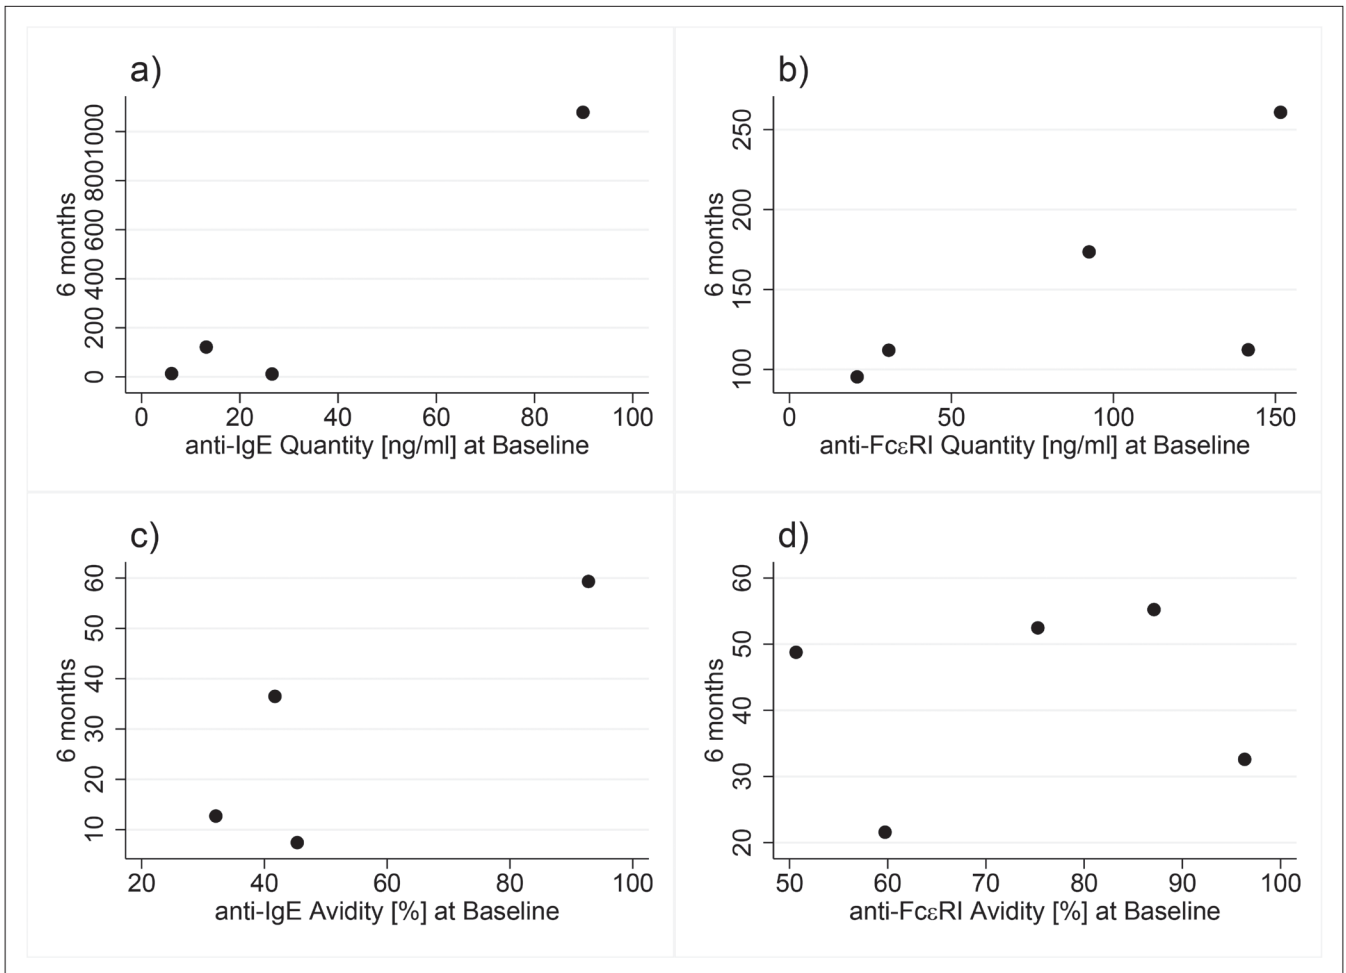 a)
6 months
0 200 400 600 800 1000
0 20 40 60 80 100
anti-IgE Quantity [ng/ml] at Baseline
b)
6 months
100 150 200 250
0 50 100 150
anti-FcεRI Quantity [ng/ml] at Baseline
c)
6 months
10 20 30 40 50 60
20 40 60 80 100
anti-IgE Avidity [%] at Baseline
d)
6 months
20 30 40 50 60
50 60 70 80 90 100
anti-FcεRI Avidity [%] at Baseline